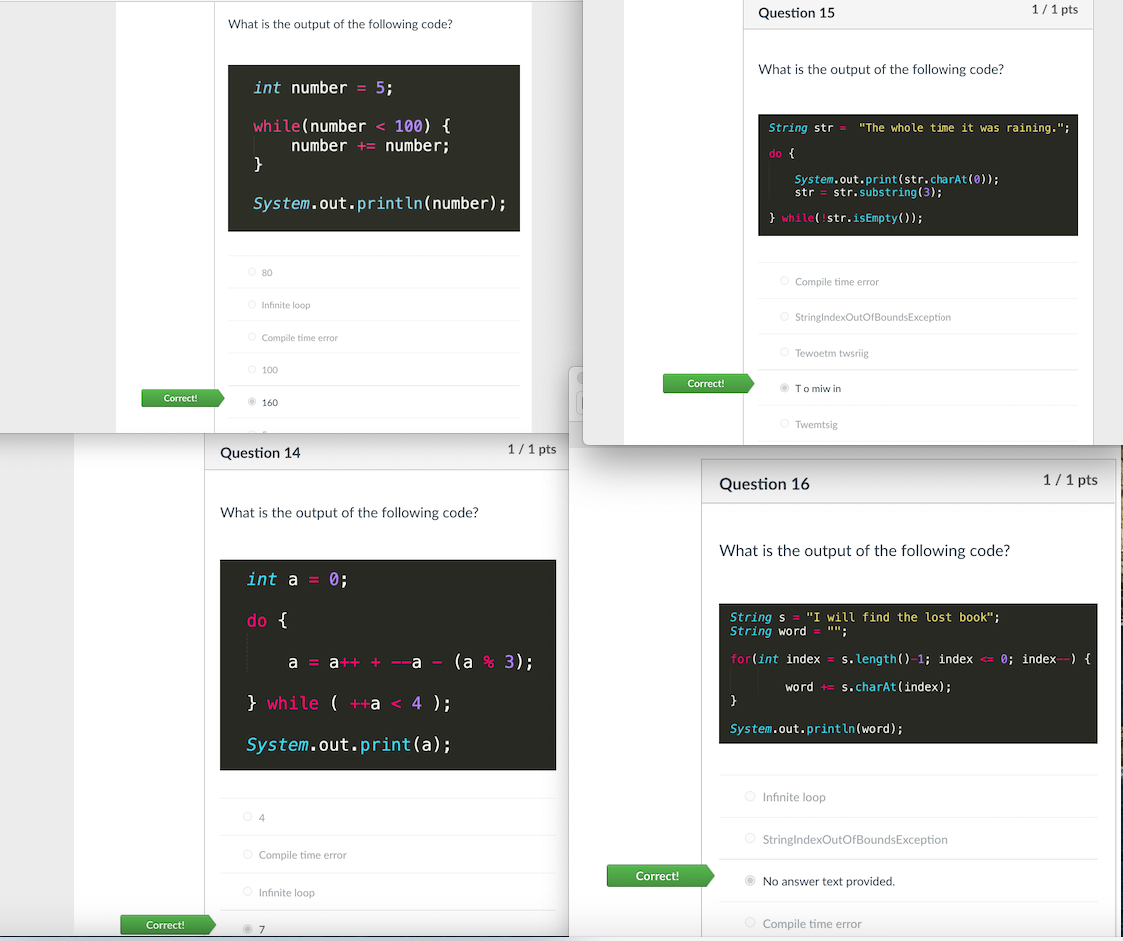 What is the output of the following code?
int number = 5;
while(number < 100) {
number += number;
}
System.out.println(number);
80
Infinite loop
Compile time error
100
Correct!
160
Question 15
1 / 1 pts
What is the output of the following code?
String str = "The whole time it was raining.";
do {
System.out.print(str.charAt(0));
str = str.substring(3);
} while(!str.isEmpty());
Compile time error
StringIndexOutOfBoundsException
Tewoetm twsriig
Correct!
T o miw in
Twemtsig
Question 14
1 / 1 pts
What is the output of the following code?
int a = 0;
do {
a = a++ + --a - (a % 3);
} while ( ++a < 4 );
System.out.print(a);
4
Compile time error
Infinite loop
Correct!
7
Question 16
1 / 1 pts
What is the output of the following code?
String s = "I will find the lost book";
String word = "";
for(int index = s.length()-1; index <= 0; index--) {
word += s.charAt(index);
}
System.out.println(word);
Infinite loop
StringIndexOutOfBoundsException
Correct!
No answer text provided.
Compile time error